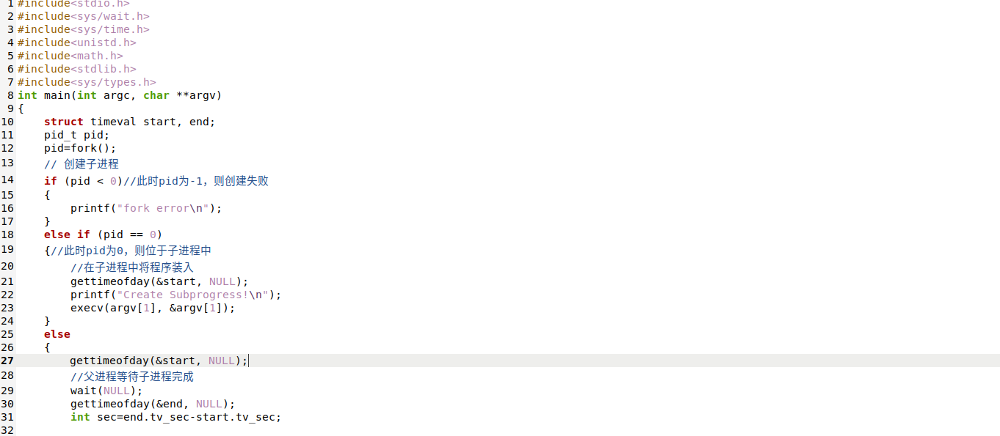 1 #include<stdio.h>
2 #include<sys/wait.h>
3 #include<sys/time.h>
4 #include<unistd.h>
5 #include<math.h>
6 #include<stdlib.h>
7 #include<sys/types.h>
8 int main(int argc, char **argv)
9 {
10     struct timeval start, end;
11     pid_t pid;
12     pid=fork();
13     // 创建子进程
14     if (pid < 0)//此时pid为-1，则创建失败
15     {
16         printf("fork error\n");
17     }
18     else if (pid == 0)
19     {//此时pid为0，则位于子进程中
20         //在子进程中将程序装入
21         gettimeofday(&start, NULL);
22         printf("Create Subprogress!\n");
23         execv(argv[1], &argv[1]);
24     }
25     else
26     {
27         gettimeofday(&start, NULL);
28         //父进程等待子进程完成
29         wait(NULL);
30         gettimeofday(&end, NULL);
31         int sec=end.tv_sec-start.tv_sec;
32